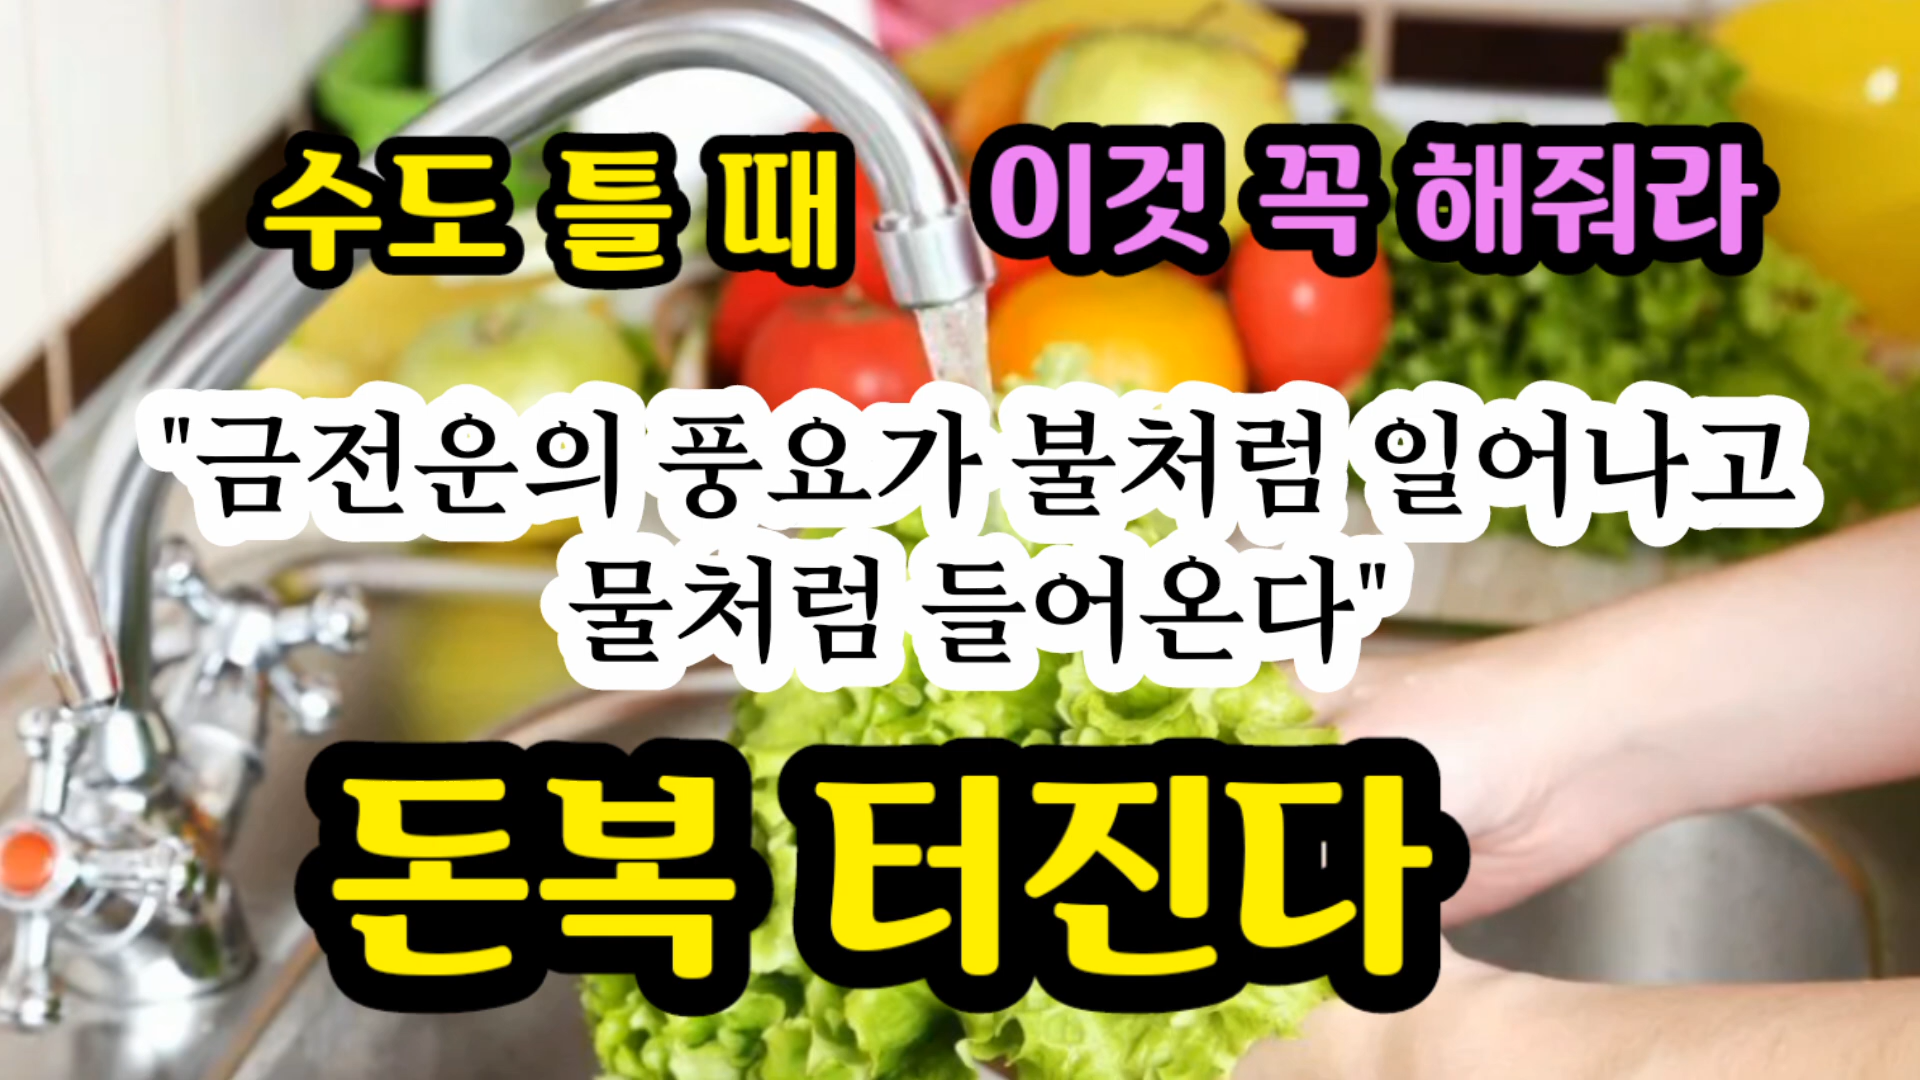 수도 틀 때 이것 꼭 해줘라
"금전운의 풍요가 불처럼 일어나고
물처럼 들어온다"
돈복 터진다